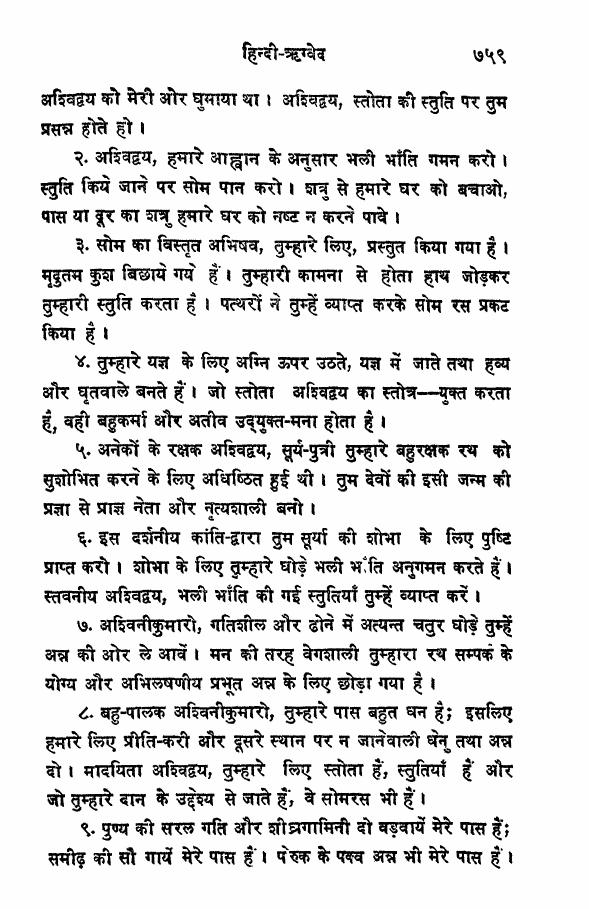 हिन्दी-ऋग्वेद ७५९
अश्विद्वय को मेरी ओर घुमाया था। अश्विद्वय, स्तोता की स्तुति पर तुम
प्रसन्न होते हो।
२. अश्विद्वय, हमारे आह्वान के अनुसार भली भाँति गमन करो।
स्तुति किये जाने पर सोम पान करो। शत्रु से हमारे घर को बचाओ,
पास या दूर का शत्रु हमारे घर को नष्ट न करने पावे।
३. सोम का विस्तृत अभिषव, तुम्हारे लिए, प्रस्तुत किया गया है।
मृदुतम कुश बिछाये गये हैं। तुम्हारी कामना से होता हाथ जोड़कर
तुम्हारी स्तुति करता है। पत्थरों ने तुम्हें व्याप्त करके सोम रस प्रकट
किया है।
४. तुम्हारे यज्ञ के लिए अग्नि ऊपर उठते, यज्ञ में जाते तथा हव्य
और घृतवाले बनते हैं। जो स्तोता अश्विद्वय का स्तोत्र—युक्त करता
है, वही बहुकर्मा और अतीव उद्युक्त-मना होता है।
५. अनेकों के रक्षक अश्विद्वय, सूर्य-पुत्री तुम्हारे बहुरक्षक रथ को
सुशोभित करने के लिए अधिष्ठित हुई थी। तुम देवों की इसी जन्म की
प्रज्ञा से प्राज्ञ नेता और नृत्यशाली बनो।
६. इस दर्शनीय कांति-द्वारा तुम सूर्या की शोभा के लिए पुष्टि
प्राप्त करो। शोभा के लिए तुम्हारे घोड़े भली भाँति अनुगमन करते हैं।
स्तवनीय अश्विद्वय, भली भाँति की गई स्तुतियाँ तुम्हें व्याप्त करें।
७. अश्विनीकुमारो, गतिशील और ढोने में अत्यन्त चतुर घोड़े तुम्हें
अन्न की ओर ले आवें। मन की तरह वेगशाली तुम्हारा रथ सम्पर्क के
योग्य और अभिलषणीय प्रभूत अन्न के लिए छोड़ा गया है।
८. बहु-पालक अश्विनीकुमारो, तुम्हारे पास बहुत धन है; इसलिए
हमारे लिए प्रीति-करी और दूसरे स्थान पर न जानेवाली धेनु तथा अन्न
दो। मादयिता अश्विद्वय, तुम्हारे लिए स्तोता हैं, स्तुतियाँ हैं और
जो तुम्हारे दान के उद्देश्य से जाते हैं, वे सोमरस भी हैं।
९. पुण्य की सरल गति और शीघ्रगामिनी दो बड़वायें मेरे पास हैं;
समीढ़ की सौ गायें मेरे पास हैं। पेरुक के पक्व अन्न भी मेरे पास हैं।